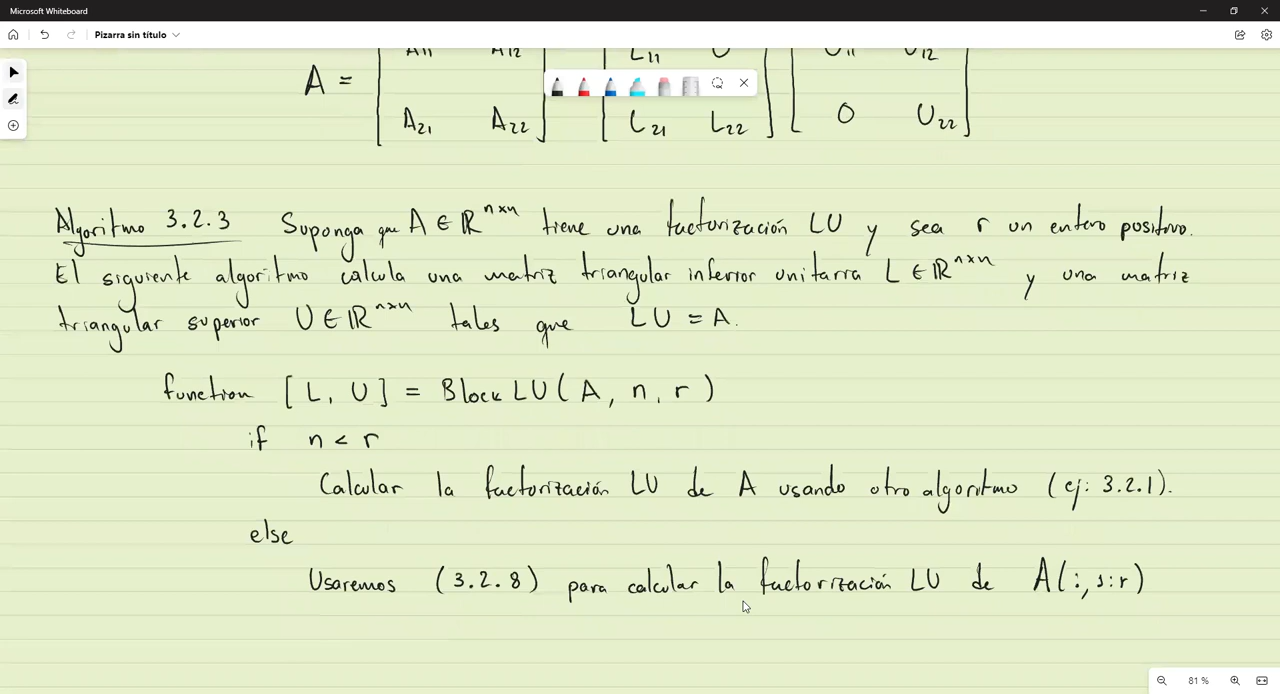 Microsoft Whiteboard
Pizarra sin título
A11 A12 L11 0 U11 U12
A =
A21 A22 L21 L22 0 U22
Algoritmo 3.2.3 Suponga que A ∈ ℝ^{n×n} tiene una factorización LU y sea r un entero positivo.
El siguiente algoritmo calcula una matriz triangular inferior unitaria L ∈ ℝ^{n×n} y una matriz
triangular superior U ∈ ℝ^{n×n} tales que LU = A.
function [L, U] = BlockLU(A, n, r)
if n < r
Calcular la factorización LU de A usando otro algoritmo (ej: 3.2.1).
else
Usaremos (3.2.8) para calcular la factorización LU de A(:, 1:r)
81 %